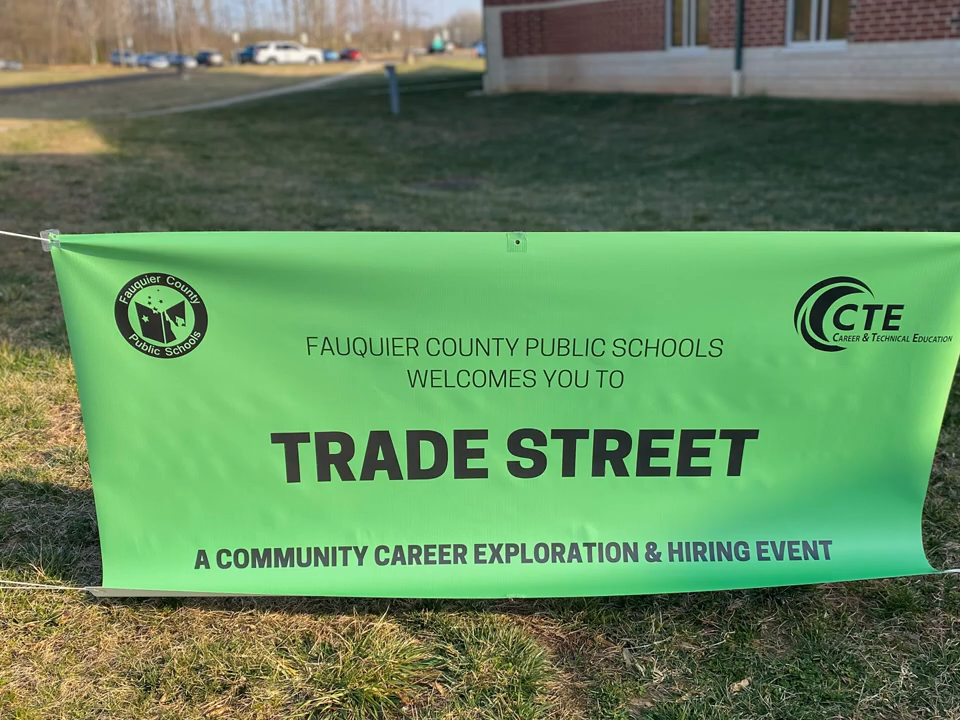 Fauquier County
Public Schools
CTE
CAREER & TECHNICAL EDUCATION
FAUQUIER COUNTY PUBLIC SCHOOLS
WELCOMES YOU TO
TRADE STREET
A COMMUNITY CAREER EXPLORATION & HIRING EVENT